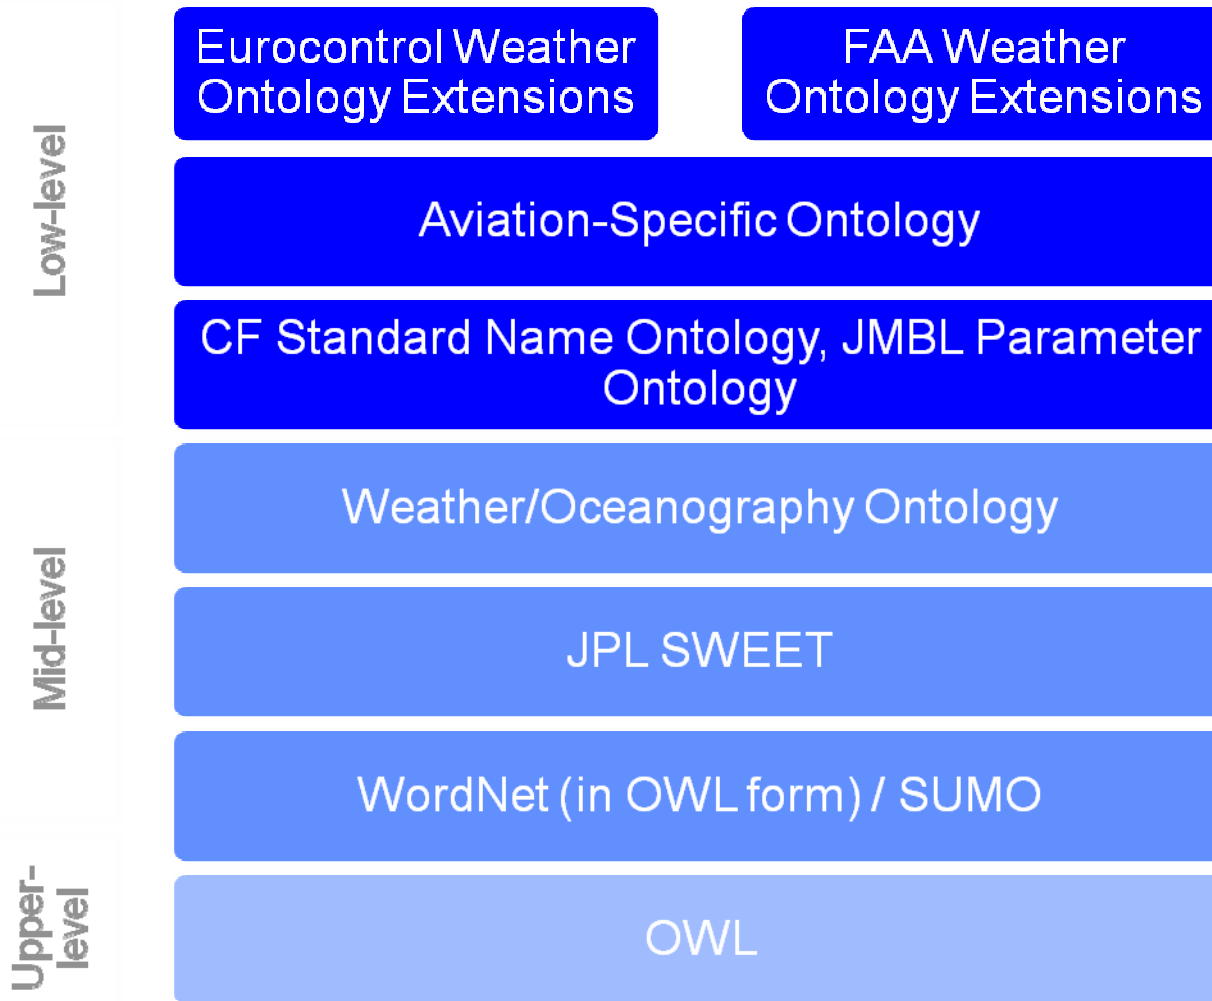 Eurocontrol Weather
Ontology Extensions
FAA Weather
Ontology Extensions
Low-level
Aviation-Specific Ontology
CF Standard Name Ontology, JMBL Parameter
Ontology
Mid-level
Weather/Oceanography Ontology
JPL SWEET
WordNet (in OWL form) / SUMO
Upper-
level
OWL